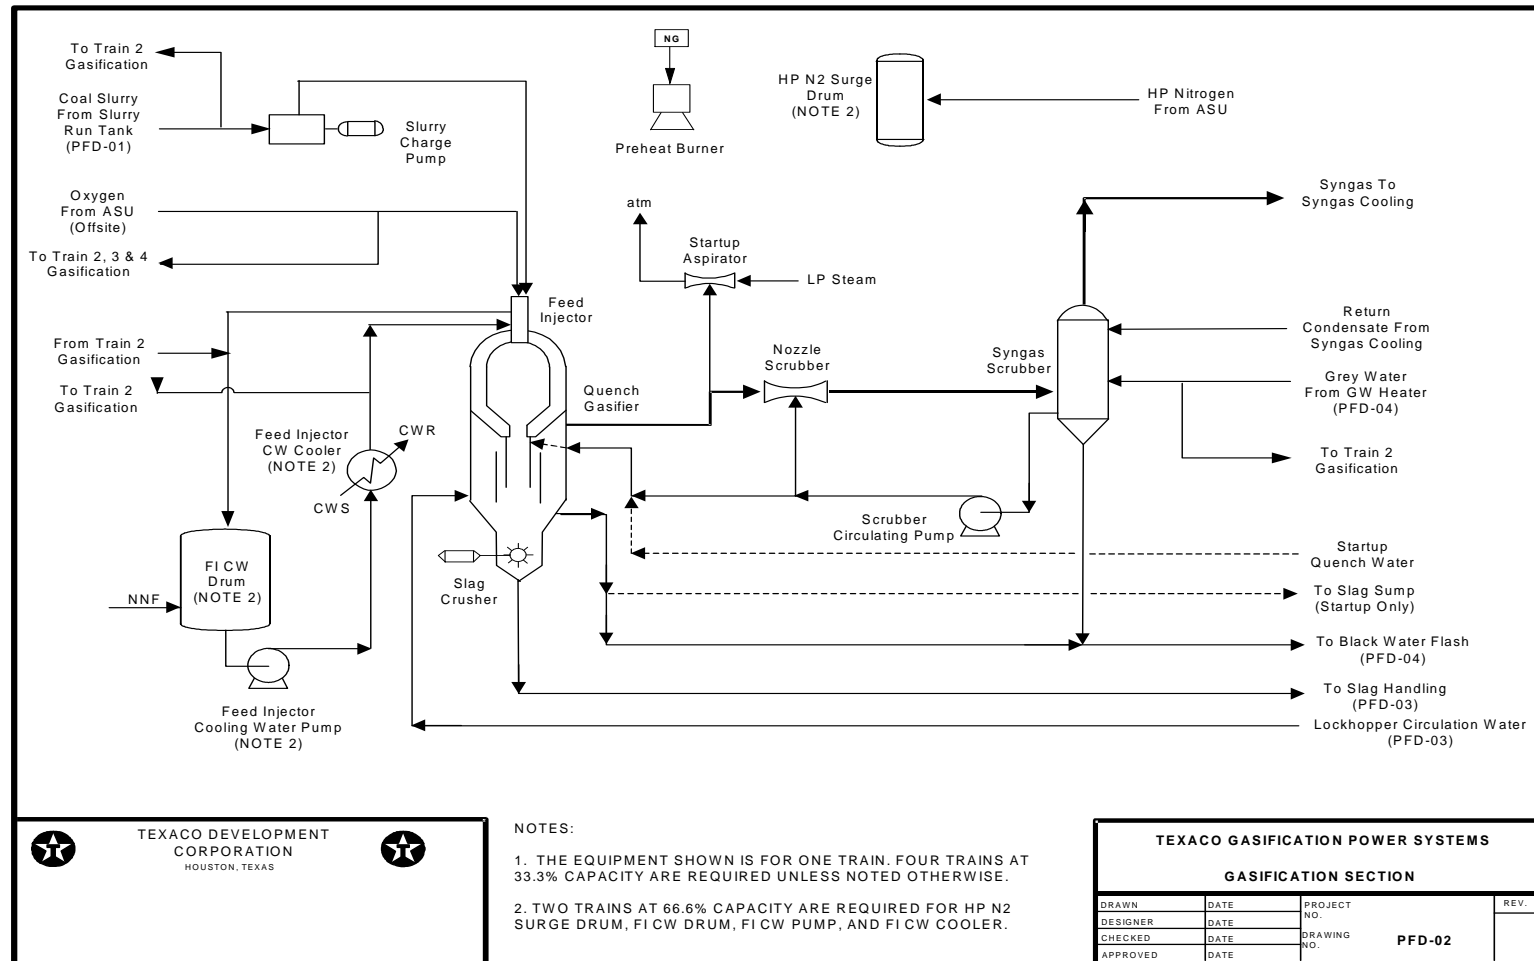 To Train 2
Gasification
Coal Slurry
From Slurry
Run Tank
(PFD-01)
Slurry
Charge
Pump
NG
Preheat Burner
HP N2 Surge
Drum
(NOTE 2)
HP Nitrogen
From ASU
Oxygen
From ASU
(Offsite)
To Train 2, 3 & 4
Gasification
atm
Startup
Aspirator
LP Steam
Syngas To
Syngas Cooling
Feed
Injector
From Train 2
Gasification
To Train 2
Gasification
Nozzle
Scrubber
Syngas
Scrubber
Return
Condensate From
Syngas Cooling
Quench
Gasifier
Grey Water
From GW Heater
(PFD-04)
Feed Injector
CW Cooler
(NOTE 2)
CWR
CWS
To Train 2
Gasification
Scrubber
Circulating Pump
FI CW
Drum
(NOTE 2)
NNF
Slag
Crusher
Startup
Quench Water
To Slag Sump
(Startup Only)
To Black Water Flash
(PFD-04)
To Slag Handling
(PFD-03)
Lockhopper Circulation Water
(PFD-03)
Feed Injector
Cooling Water Pump
(NOTE 2)
TEXACO DEVELOPMENT
CORPORATION
HOUSTON, TEXAS
NOTES:
1. THE EQUIPMENT SHOWN IS FOR ONE TRAIN. FOUR TRAINS AT
33.3% CAPACITY ARE REQUIRED UNLESS NOTED OTHERWISE.
2. TWO TRAINS AT 66.6% CAPACITY ARE REQUIRED FOR HP N2
SURGE DRUM, FI CW DRUM, FI CW PUMP, AND FI CW COOLER.
TEXACO GASIFICATION POWER SYSTEMS
GASIFICATION SECTION
DRAWN DATE PROJECT NO. REV.
DESIGNER DATE
CHECKED DATE DRAWING NO. PFD-02
APPROVED DATE